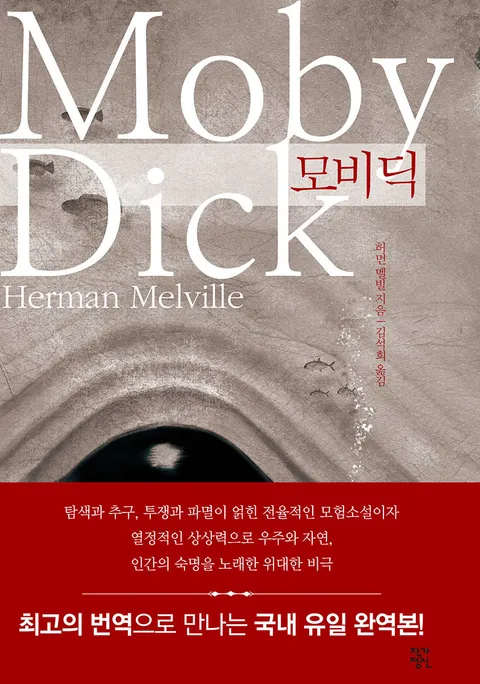 Moby
Dick
모비딕
Herman Melville
허먼 멜빌 지음 — 김석희 옮김
탐색과 추구, 투쟁과 파멸이 얽힌 전율적인 모험소설이자
열정적인 상상력으로 우주와 자연,
인간의 숙명을 노래한 위대한 비극
최고의 번역으로 만나는 국내 유일 완역본!
작가
정신